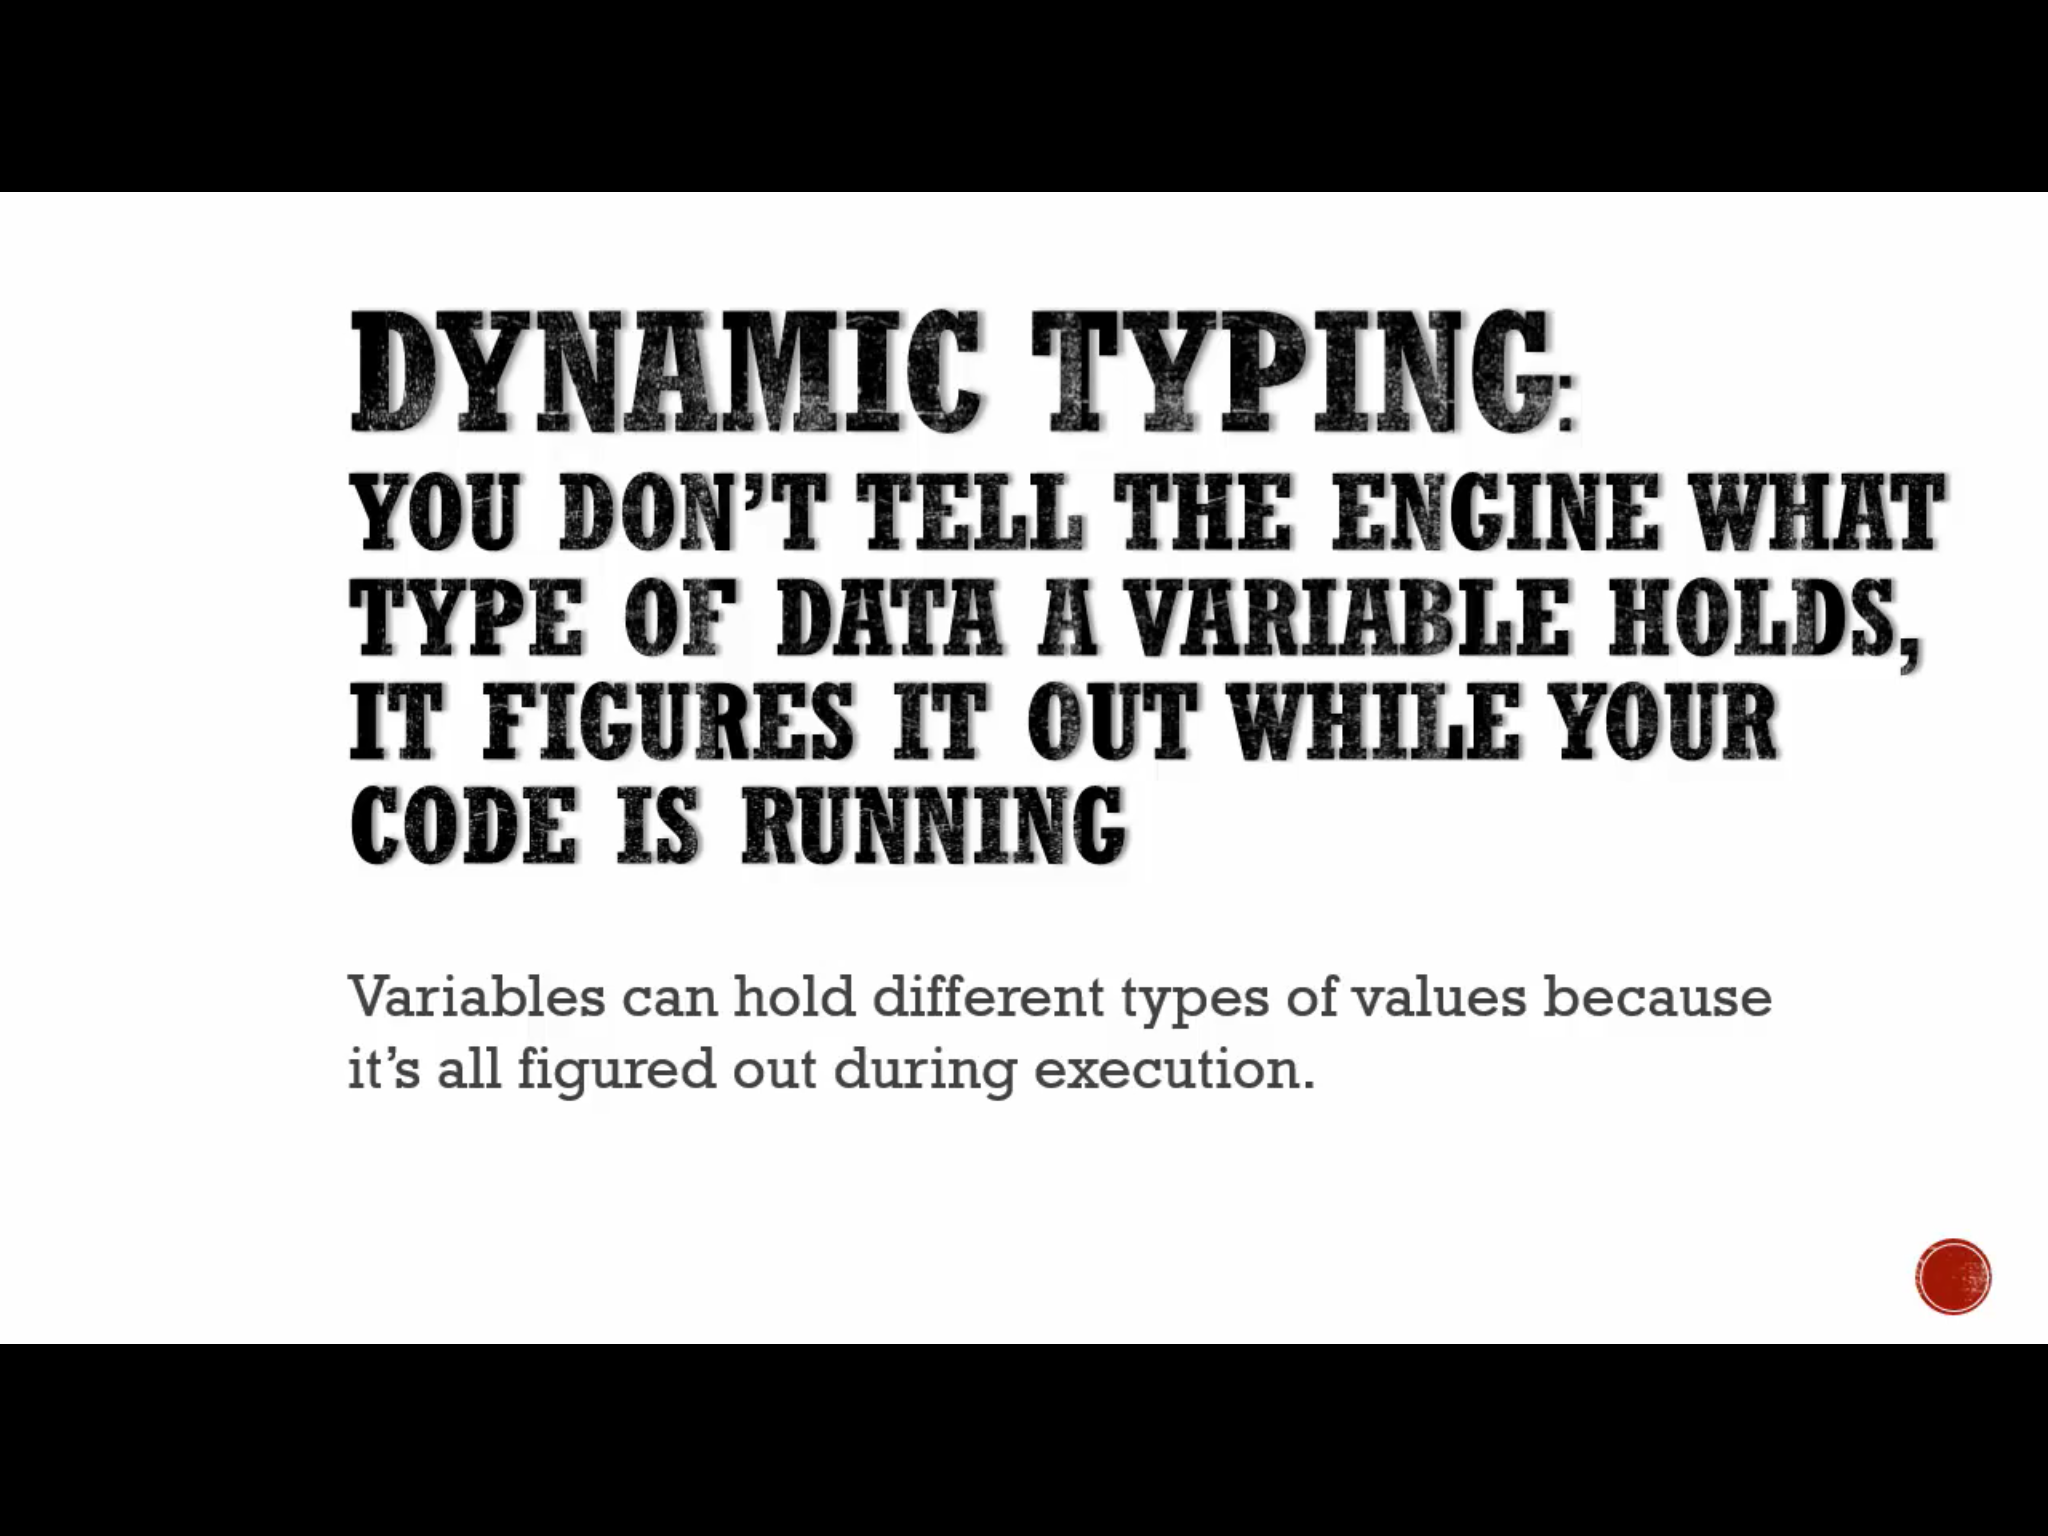 DYNAMIC TYPING:
YOU DON’T TELL THE ENGINE WHAT
TYPE OF DATA A VARIABLE HOLDS,
IT FIGURES IT OUT WHILE YOUR
CODE IS RUNNING
Variables can hold different types of values because
it’s all figured out during execution.